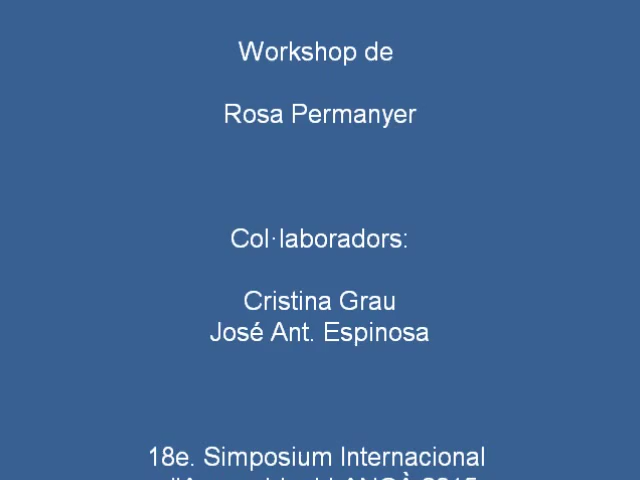 Workshop de
Rosa Permanyer
Col·laboradors:
Cristina Grau
José Ant. Espinosa
18e. Simposium Internacional